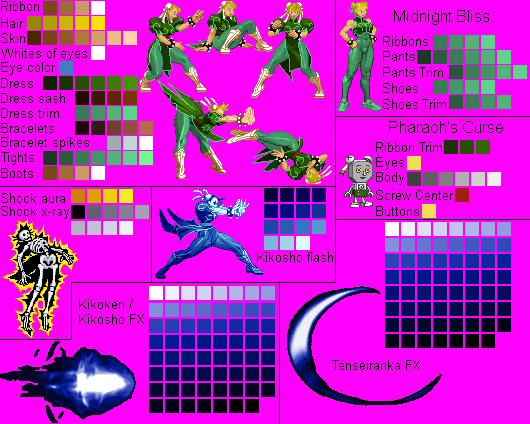 Ribbon
Hair
Skin
Whites of eyes
Eye color
Dress
Dress sash
Dress trim
Bracelets
Bracelet spikes
Tights
Boots
Midnight Bliss
Ribbons
Pants
Pants Trim
Shoes
Shoes Trim
Pharaoh's Curse
Ribbon Trim
Eyes
Body
Screw Center
Buttons
Shock aura
Shock x-ray
Kikosho flash
Kikoken /
Kikosho FX
Tenseiranka FX